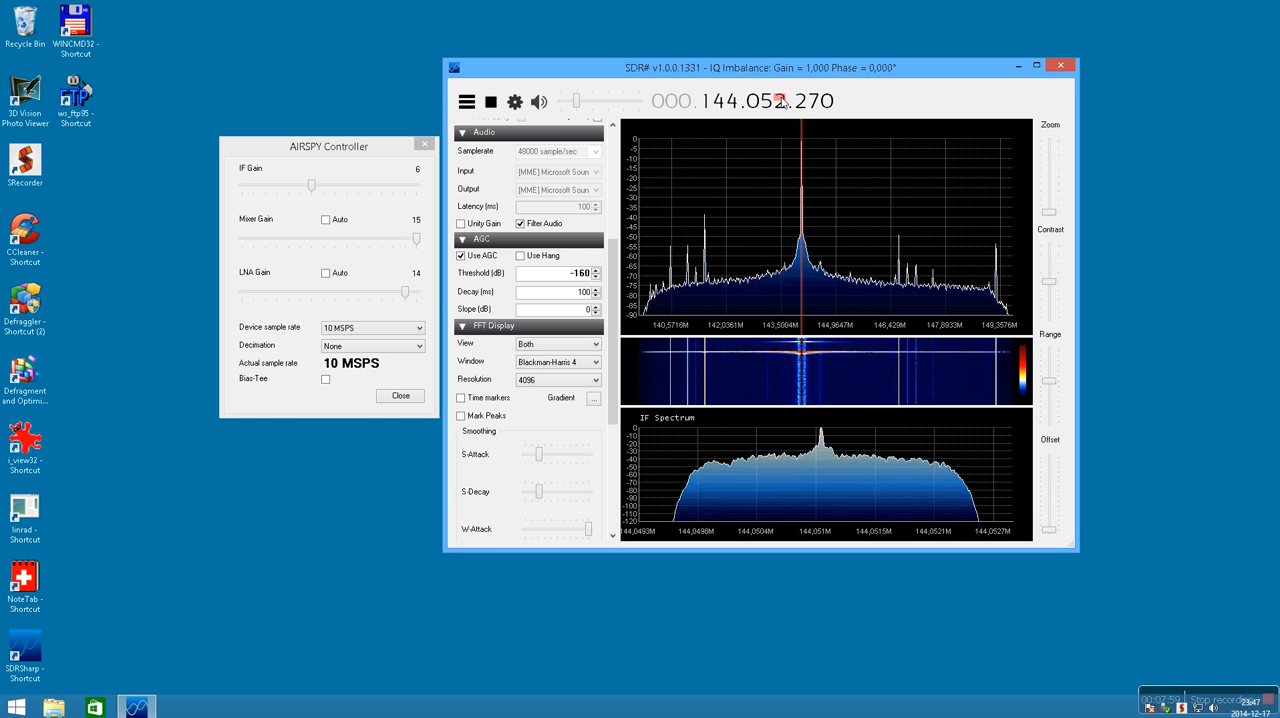 Recycle Bin
WINCMD32 -
Shortcut
3D Vision
Photo Viewer
ws_ftp95 -
Shortcut
SRecorder
CCleaner -
Shortcut
Defraggler -
Shortcut (2)
Defragment
and Optimi...
i_view32 -
Shortcut
linrad -
Shortcut
NoteTab -
Shortcut
SDRSharp -
Shortcut
AIRSPY Controller
IF Gain 6
Mixer Gain Auto 15
LNA Gain Auto 14
Device sample rate 10 MSPS
Decimation None
Actual sample rate 10 MSPS
Bias-Tee
Close
SDR# v1.0.0.1331 - IQ Imbalance: Gain = 1,000 Phase = 0,000°
000.144.052.270
Audio
Samplerate 48000 sample/sec
Input [MME] Microsoft Soun
Output [MME] Microsoft Soun
Latency (ms) 100
Unity Gain Filter Audio
AGC
Use AGC Use Hang
Threshold (dB) -160
Decay (ms) 100
Slope (dB) 0
FFT Display
View Both
Window Blackman-Harris 4
Resolution 4096
Time markers Gradient ...
Mark Peaks
Smoothing
S-Attack
S-Decay
W-Attack
0
-5
-10
-15
-20
-25
-30
-35
-40
-45
-50
-55
-60
-65
-70
-75
-80
-85
-90
140,5718M 142,0361M 143,5004M 144,9647M 146,429M 147,8933M 149,3576M
IF Spectrum
0
-10
-20
-30
-40
-50
-60
-70
-80
-90
-100
-110
-120
144,0493M 144,0498M 144,0504M 144,051M 144,0515M 144,0521M 144,0527M
Zoom
Contrast
Range
Offset
00:07:59 Stop recording
23:47
2014-12-17